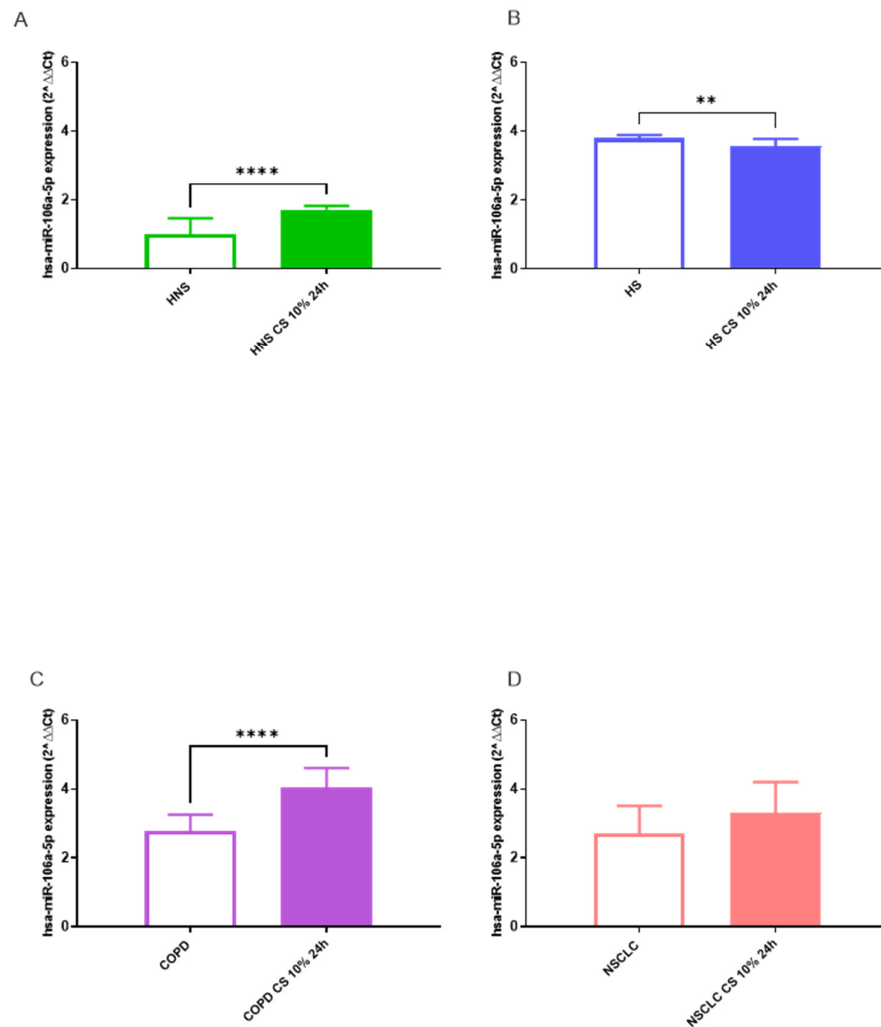 A
hsa-miR-106a-5p expression (2^ΔΔCt)
6
4
2
0
****
HNS
HNS CS 10% 24h
B
hsa-miR-106a-5p expression (2^ΔΔCt)
6
4
2
0
**
HS
HS CS 10% 24h
C
hsa-miR-106a-5p expression (2^ΔΔCt)
6
4
2
0
****
COPD
COPD CS 10% 24h
D
hsa-miR-106a-5p expression (2^ΔΔCt)
6
4
2
0
NSCLC
NSCLC CS 10% 24h